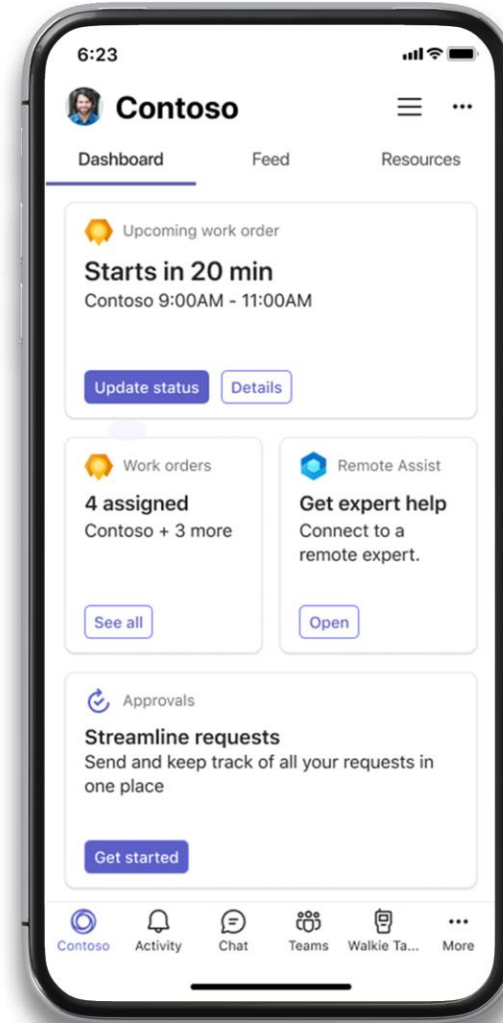 6:23
Contoso
Dashboard Feed Resources
Upcoming work order
Starts in 20 min
Contoso 9:00AM - 11:00AM
Update status Details
Work orders
4 assigned
Contoso + 3 more
See all
Remote Assist
Get expert help
Connect to a
remote expert.
Open
Approvals
Streamline requests
Send and keep track of all your requests in
one place
Get started
Contoso Activity Chat Teams Walkie Ta... More